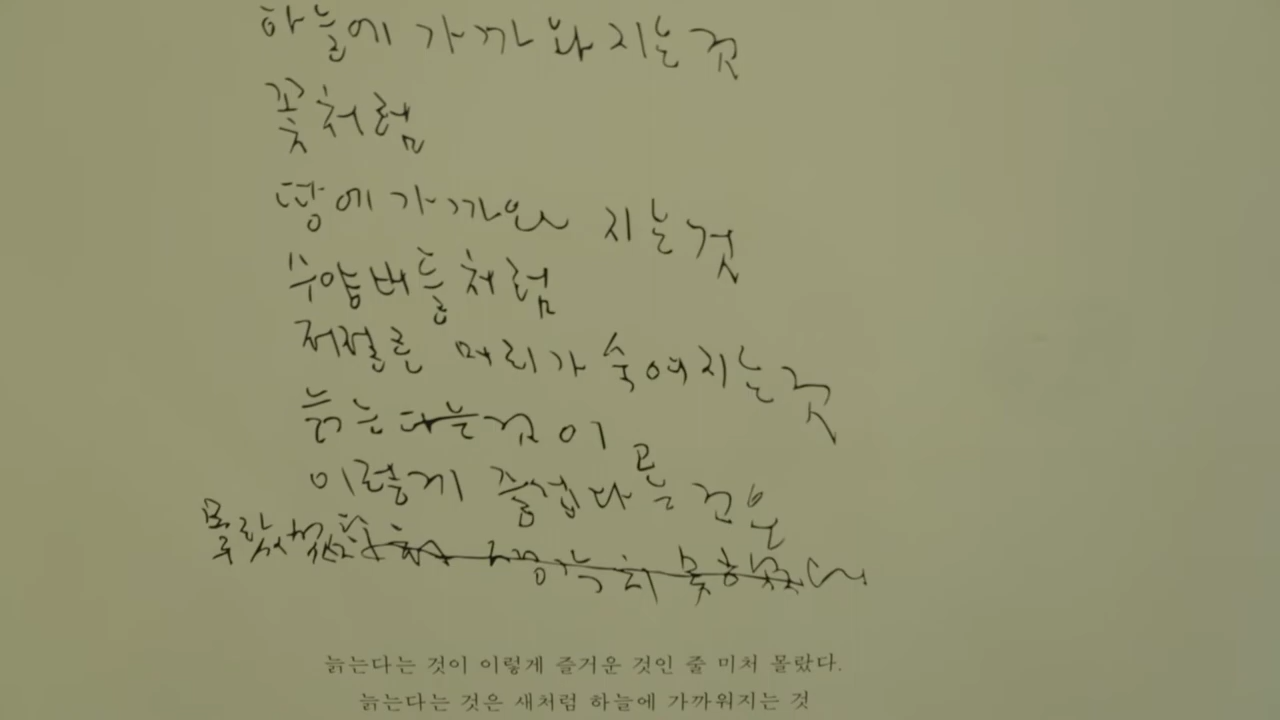 하늘에 가까와 지는 것
꽃처럼
땅에 가까와 지는 것
수양버들처럼
저절로 머리가 숙여지는 것
늙는다는 것이
이렇게 즐겁다고는
몰랐
늙는다는 것이 이렇게 즐거운 것인 줄 미처 몰랐다.
늙는다는 것은 새처럼 하늘에 가까워지는 것